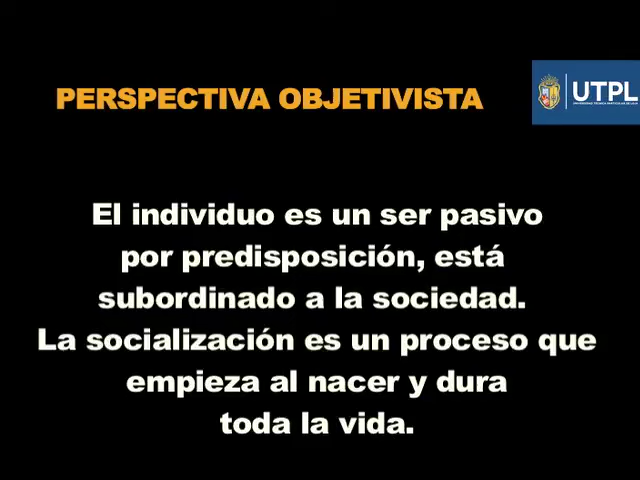 PERSPECTIVA OBJETIVISTA
UTPL
El individuo es un ser pasivo
por predisposición, está
subordinado a la sociedad.
La socialización es un proceso que
empieza al nacer y dura
toda la vida.